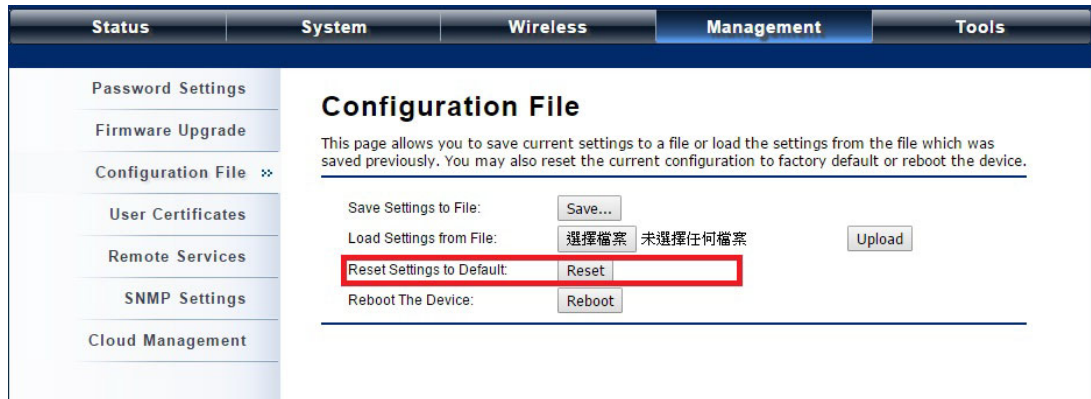 Status System Wireless Management Tools
Password Settings
Firmware Upgrade
Configuration File »
User Certificates
Remote Services
SNMP Settings
Cloud Management
Configuration File
This page allows you to save current settings to a file or load the settings from the file which was
saved previously. You may also reset the current configuration to factory default or reboot the device.
Save Settings to File: Save...
Load Settings from File: 選擇檔案 未選擇任何檔案 Upload
Reset Settings to Default: Reset
Reboot The Device: Reboot